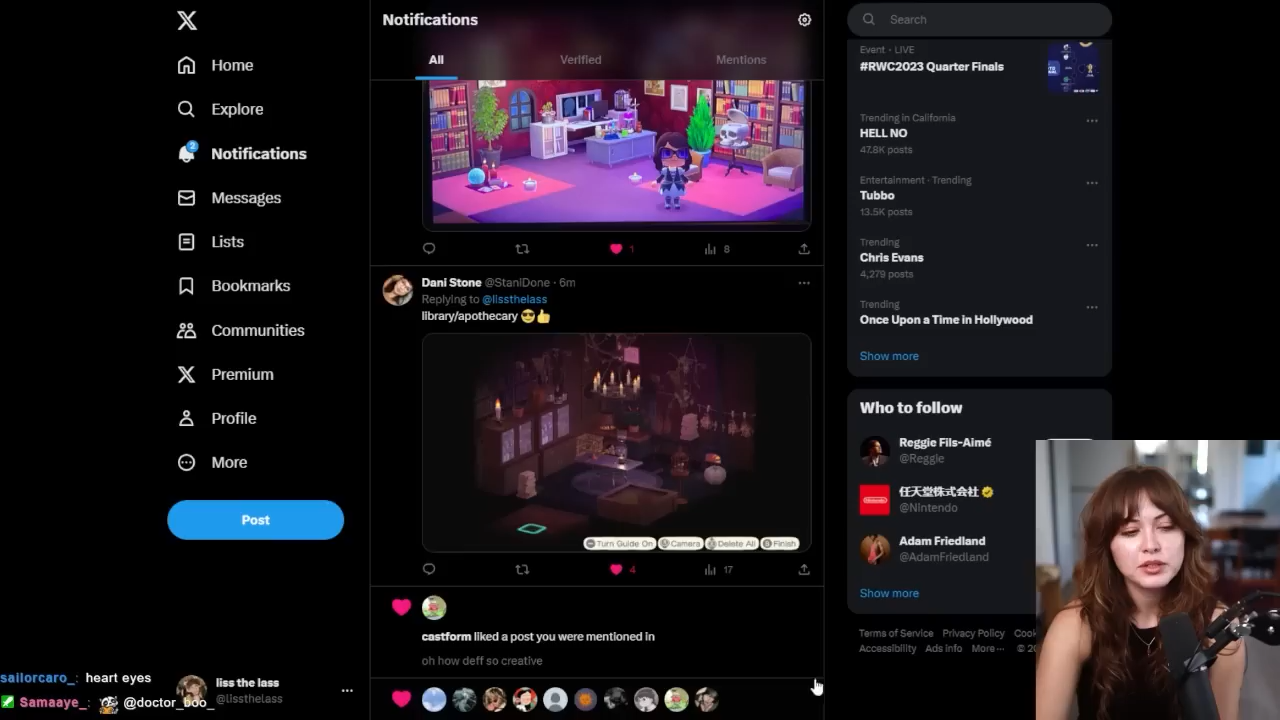 Notifications
Search
All
Verified
Mentions
Home
Explore
2
Notifications
Messages
Lists
Bookmarks
Communities
Premium
Profile
More
Post
1
8
Dani Stone @StanIDone · 6m
Replying to @lissthelass
library/apothecary 😎👍
Turn Guide On
Camera
Delete All
Finish
4
17
castform liked a post you were mentioned in
oh how deff so creative
Event · LIVE
#RWC2023 Quarter Finals
Trending in California
HELL NO
47.8K posts
Entertainment · Trending
Tubbo
13.5K posts
Trending
Chris Evans
4,279 posts
Trending
Once Upon a Time in Hollywood
Show more
Who to follow
Reggie Fils-Aimé
@Reggie
任天堂株式会社
@Nintendo
Adam Friedland
@AdamFriedland
Show more
Terms of Service Privacy Policy
Accessibility Ads info More ···
liss the lass
@lissthelass
sailorcaro_: heart eyes
Samaaye_: @doctor_boo_